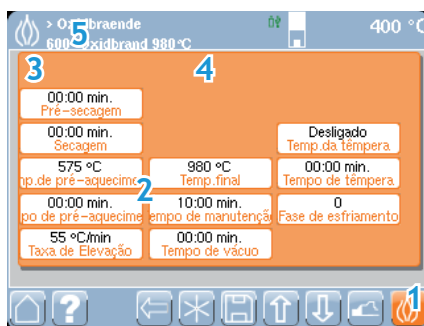 > Oxidbraende
400 °C
5
600 Oxidbrand 980°C
3
4
00:00 min.
Pré-secagem
00:00 min.
Secagem
Desligado
Temp.da têmpera
575 °C
980 °C
00:00 min.
np.de pré-aquecime
Temp.final
Tempo de têmpera
2
00:00 min.
10:00 min.
0
po de pré-aquecime
empo de manutençã
Fase de esfriamento
55 °C/min
00:00 min.
Taxa de Elevação
Tempo de vácuo
1
?